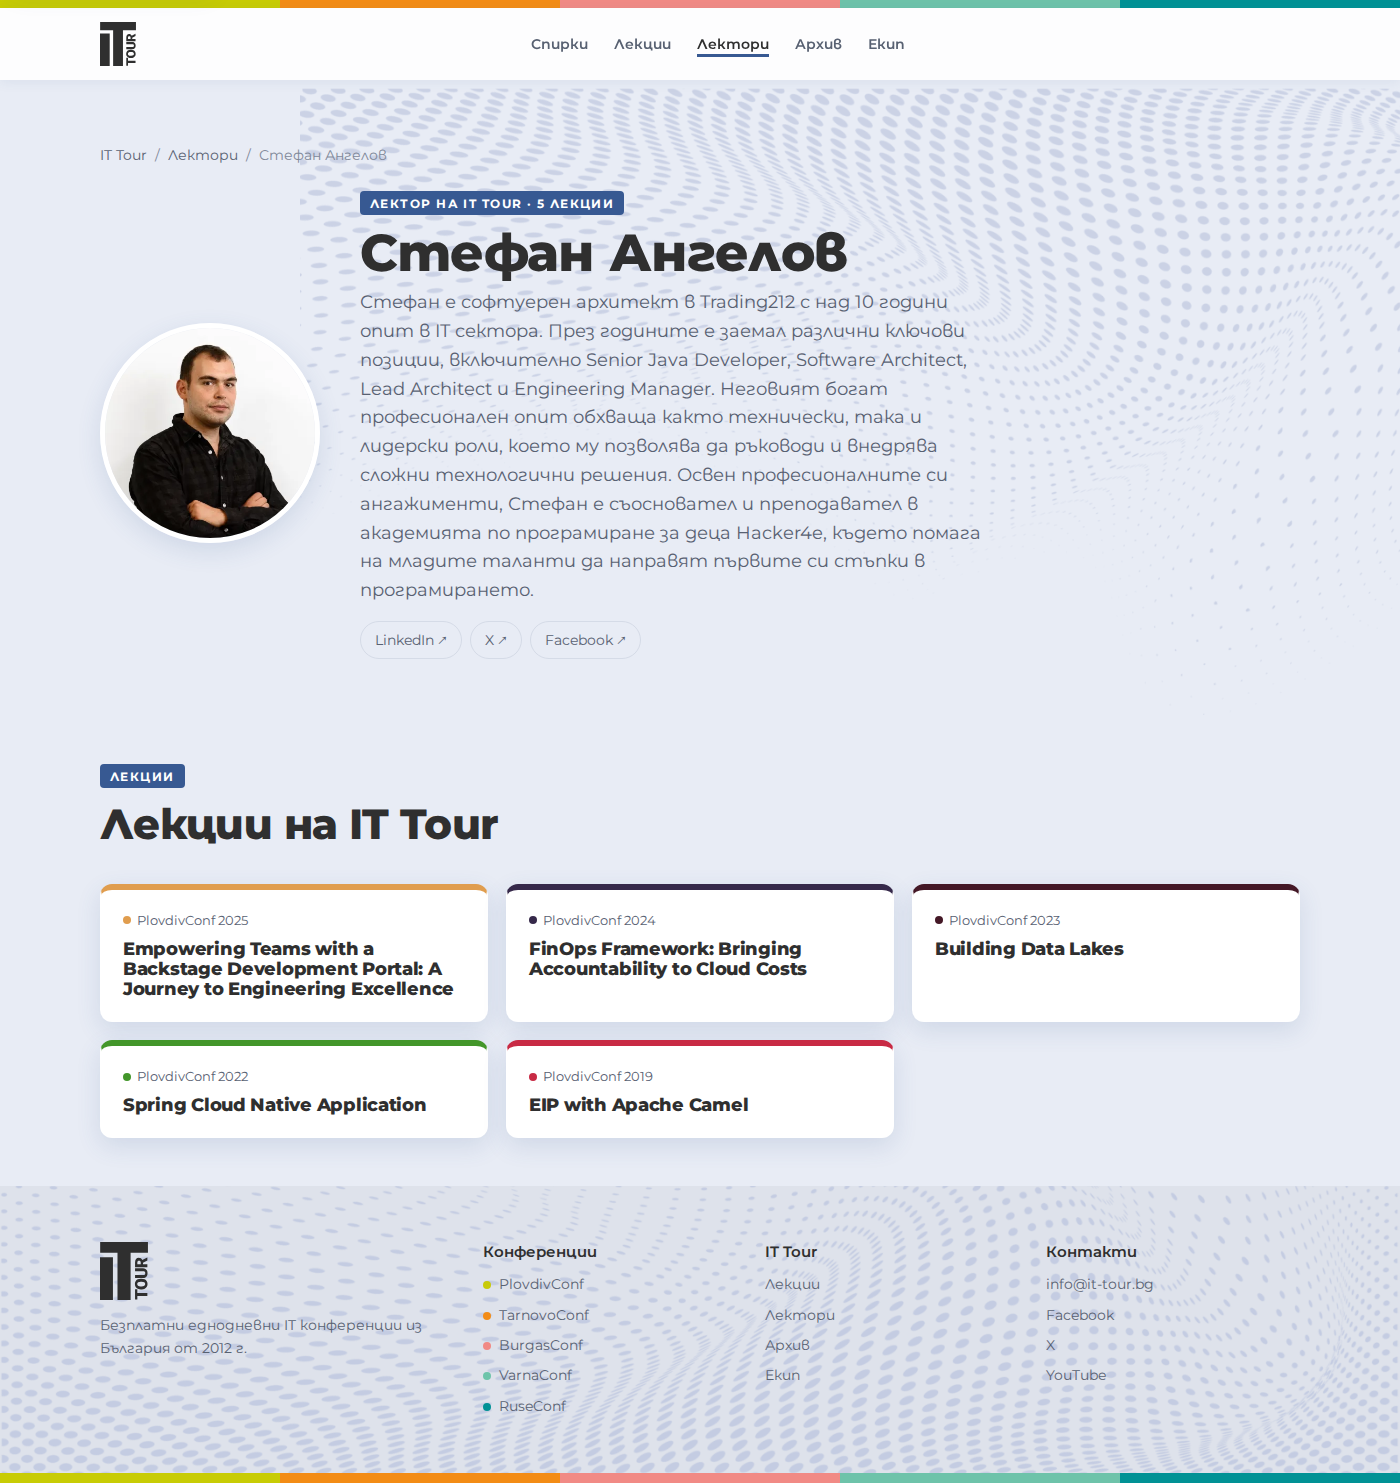 iT TOUR
Спирки Лекции Лектори Архив Екип
IT Tour / Лектори / Стефан Ангелов
ЛЕКТОР НА IT TOUR · 5 ЛЕКЦИИ
Стефан Ангелов
Стефан е софтуерен архитект в Trading212 с над 10 години
опит в IT сектора. През годините е заемал различни ключови
позиции, включително Senior Java Developer, Software Architect,
Lead Architect и Engineering Manager. Неговият богат
професионален опит обхваща както технически, така и
лидерски роли, което му позволява да ръководи и внедрява
сложни технологични решения. Освен професионалните си
ангажименти, Стефан е съосновател и преподавател в
академията по програмиране за деца Hacker4e, където помага
на младите таланти да направят първите си стъпки в
програмирането.
LinkedIn ↗ X ↗ Facebook ↗
ЛЕКЦИИ
Лекции на IT Tour
PlovdivConf 2025
Empowering Teams with a
Backstage Development Portal: A
Journey to Engineering Excellence
PlovdivConf 2024
FinOps Framework: Bringing
Accountability to Cloud Costs
PlovdivConf 2023
Building Data Lakes
PlovdivConf 2022
Spring Cloud Native Application
PlovdivConf 2019
EIP with Apache Camel
iT TOUR
Безплатни еднодневни IT конференции из
България от 2012 г.
Конференции
PlovdivConf
TarnovoConf
BurgasConf
VarnaConf
RuseConf
IT Tour
Лекции
Лектори
Архив
Екип
Контакти
info@it-tour.bg
Facebook
X
YouTube